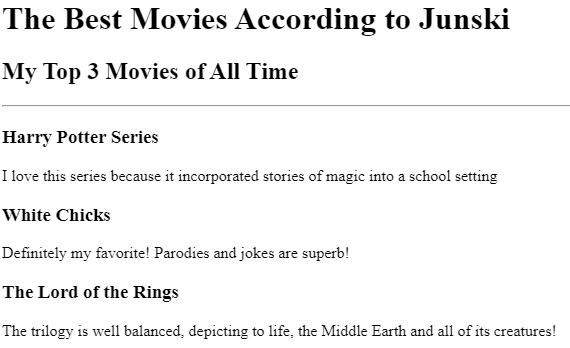 The Best Movies According to Junski
My Top 3 Movies of All Time
Harry Potter Series
I love this series because it incorporated stories of magic into a school setting
White Chicks
Definitely my favorite! Parodies and jokes are superb!
The Lord of the Rings
The trilogy is well balanced, depicting to life, the Middle Earth and all of its creatures!